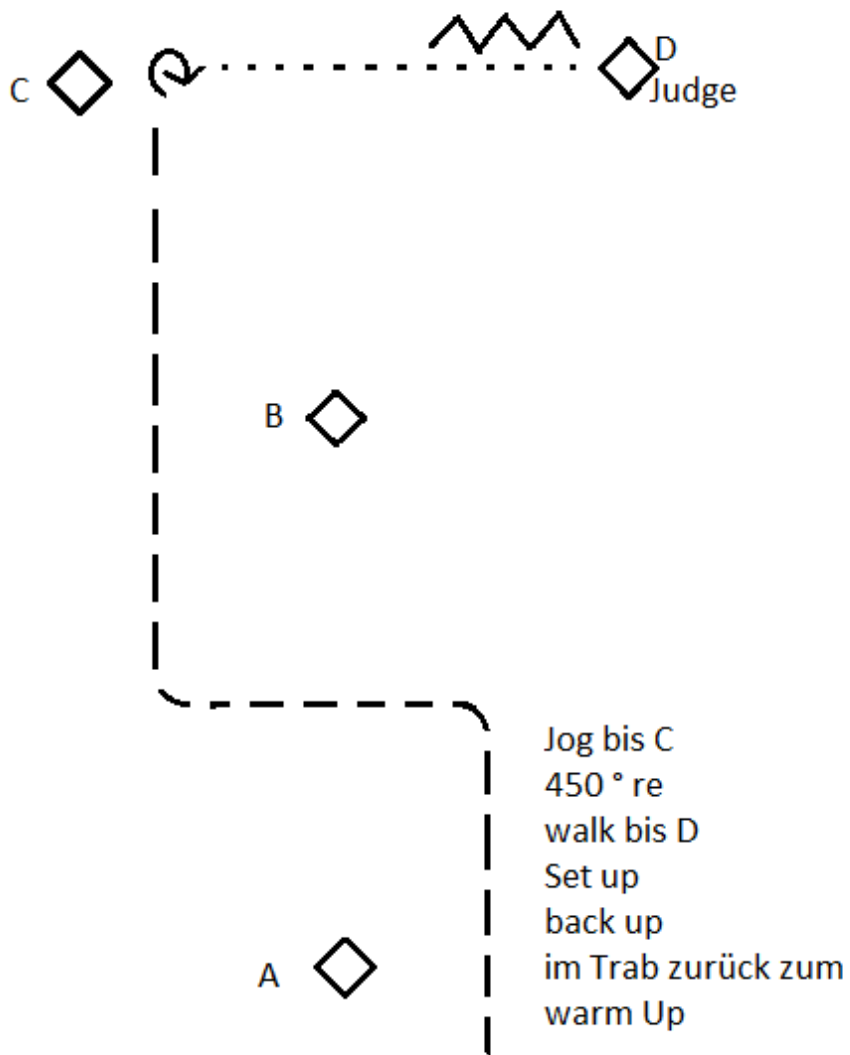 D
C
Judge
B
Jog bis C
450 ° re
walk bis D
Set up
back up
im Trab zurück zum
warm Up
A